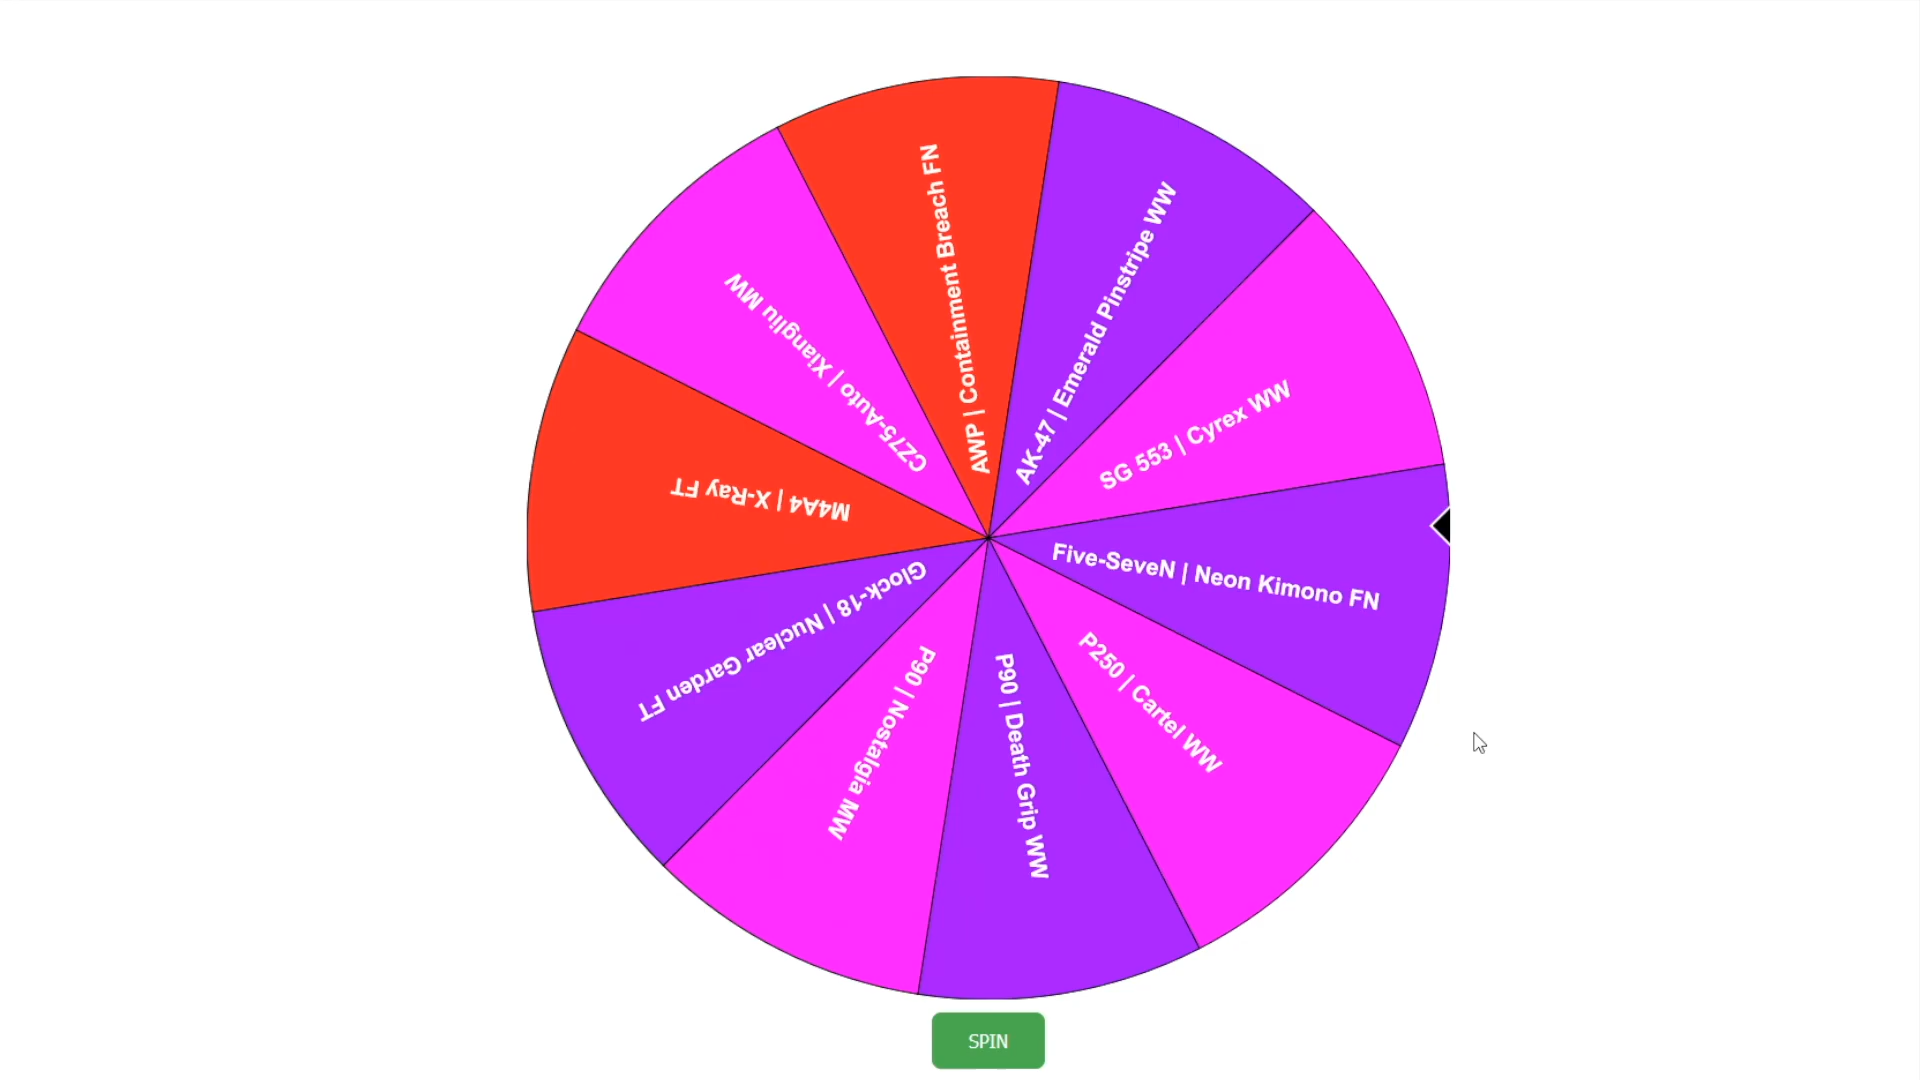 AWP | Containment Breach FN
AK-47 | Emerald Pinstripe WW
SG 553 | Cyrex WW
Five-SeveN | Neon Kimono FN
P250 | Cartel WW
P90 | Death Grip WW
P90 | Nostalgia MW
Glock-18 | Nuclear Garden FT
M4A4 | X-Ray FT
CZ75-Auto | Xiangliu MW
SPIN